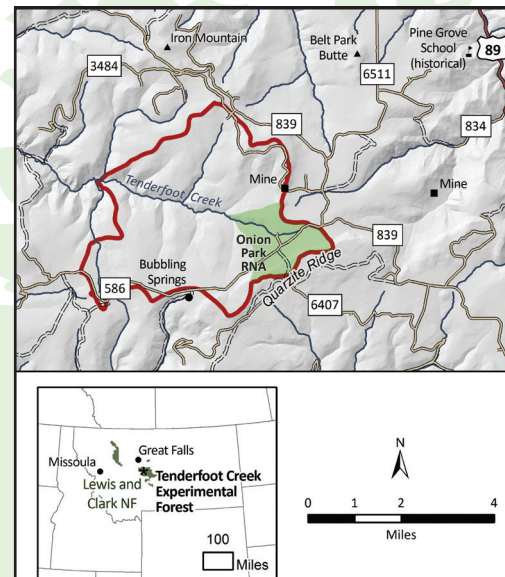 Iron Mountain
Belt Park
Butte
Pine Grove
School
(historical)
89
3484
6511
839
834
Mine
Mine
Tenderfoot Creek
Onion
Park
RNA
839
Bubbling
Springs
Quartzite Ridge
586
6407
Great Falls
Missoula
Lewis and
Clark NF
Tenderfoot Creek
Experimental
Forest
100
Miles
N
0 1 2 4
Miles